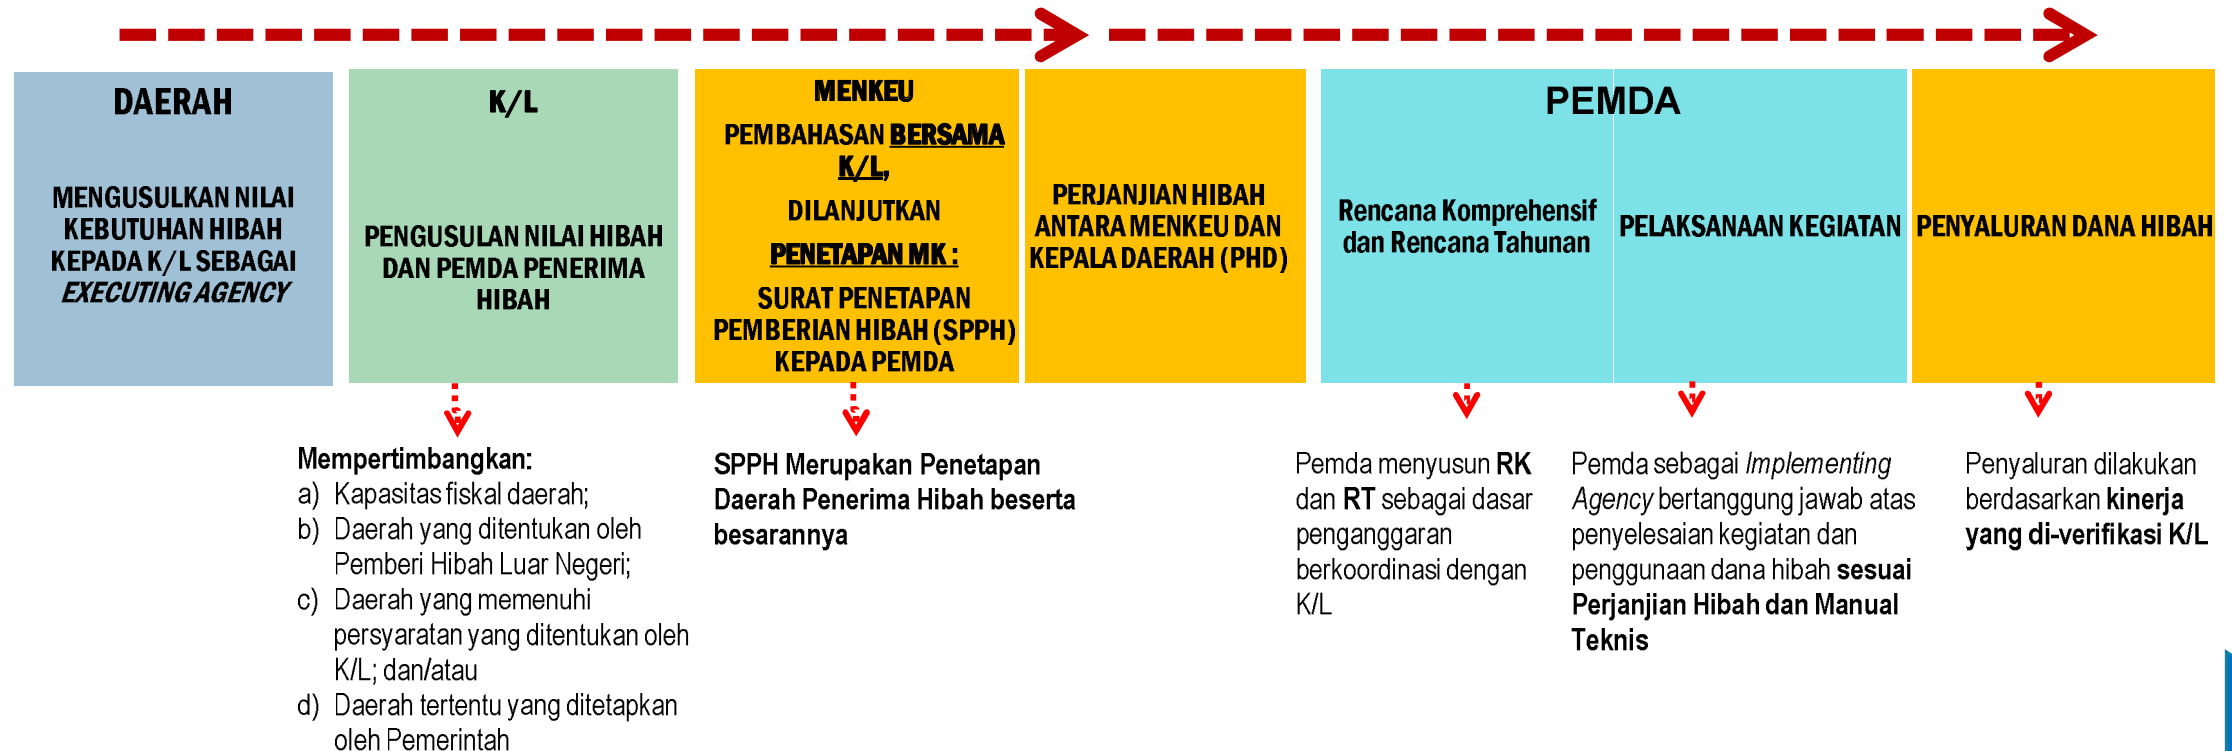 DAERAH
MENGUSULKAN NILAI
KEBUTUHAN HIBAH
KEPADA K/L SEBAGAI
EXECUTING AGENCY
K/L
PENGUSULAN NILAI HIBAH
DAN PEMDA PENERIMA
HIBAH
MENKEU
PEMBAHASAN BERSAMA
K/L,
DILANJUTKAN
PENETAPAN MK :
SURAT PENETAPAN
PEMBERIAN HIBAH (SPPH)
KEPADA PEMDA
PERJANJIAN HIBAH
ANTARA MENKEU DAN
KEPALA DAERAH (PHD)
PEMDA
Rencana Komprehensif
dan Rencana Tahunan
PELAKSANAAN KEGIATAN
PENYALURAN DANA HIBAH
Mempertimbangkan:
a) Kapasitas fiskal daerah;
b) Daerah yang ditentukan oleh
Pemberi Hibah Luar Negeri;
c) Daerah yang memenuhi
persyaratan yang ditentukan oleh
K/L; dan/atau
d) Daerah tertentu yang ditetapkan
oleh Pemerintah
SPPH Merupakan Penetapan
Daerah Penerima Hibah beserta
besarannya
Pemda menyusun RK
dan RT sebagai dasar
penganggaran
berkoordinasi dengan
K/L
Pemda sebagai Implementing
Agency bertanggung jawab atas
penyelesaian kegiatan dan
penggunaan dana hibah sesuai
Perjanjian Hibah dan Manual
Teknis
Penyaluran dilakukan
berdasarkan kinerja
yang di-verifikasi K/L